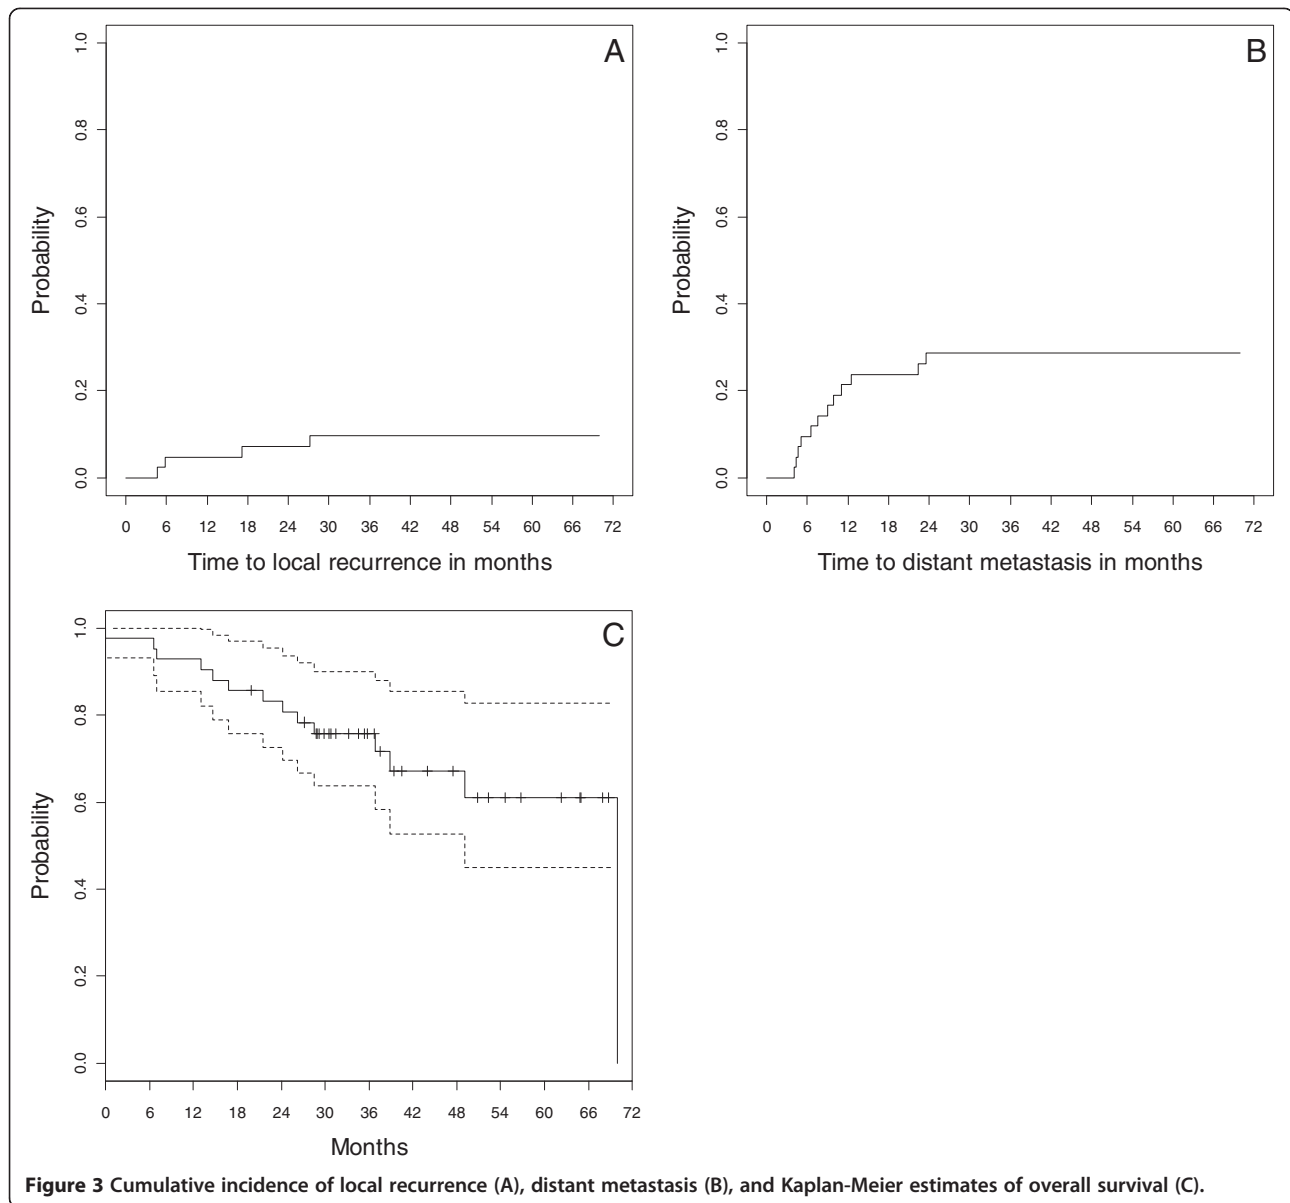 A
1.0
0.8
0.6
0.4
0.2
0.0
Probability
0 6 12 18 24 30 36 42 48 54 60 66 72
Time to local recurrence in months
B
1.0
0.8
0.6
0.4
0.2
0.0
Probability
0 6 12 18 24 30 36 42 48 54 60 66 72
Time to distant metastasis in months
C
1.0
0.8
0.6
0.4
0.2
0.0
Probability
0 6 12 18 24 30 36 42 48 54 60 66 72
Months
Figure 3 Cumulative incidence of local recurrence (A), distant metastasis (B), and Kaplan-Meier estimates of overall survival (C).